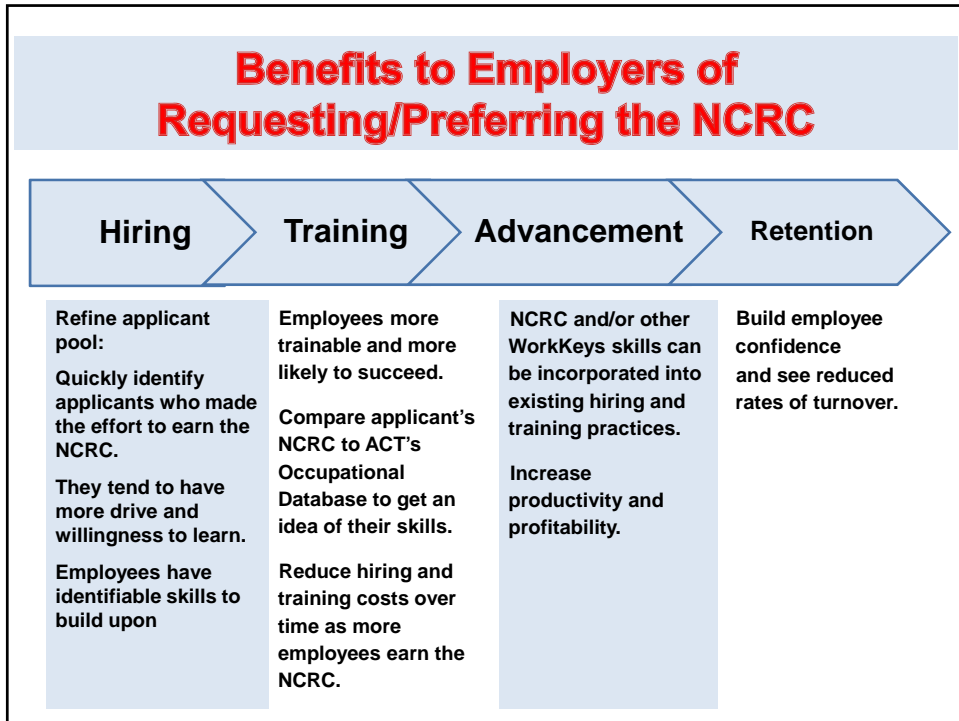 Benefits to Employers of
Requesting/Preferring the NCRC
Hiring
Training
Advancement
Retention
Refine applicant
pool:
Quickly identify
applicants who made
the effort to earn the
NCRC.
They tend to have
more drive and
willingness to learn.
Employees have
identifiable skills to
build upon
Employees more
trainable and more
likely to succeed.
Compare applicant’s
NCRC to ACT’s
Occupational
Database to get an
idea of their skills.
Reduce hiring and
training costs over
time as more
employees earn the
NCRC.
NCRC and/or other
WorkKeys skills can
be incorporated into
existing hiring and
training practices.
Increase
productivity and
profitability.
Build employee
confidence
and see reduced
rates of turnover.